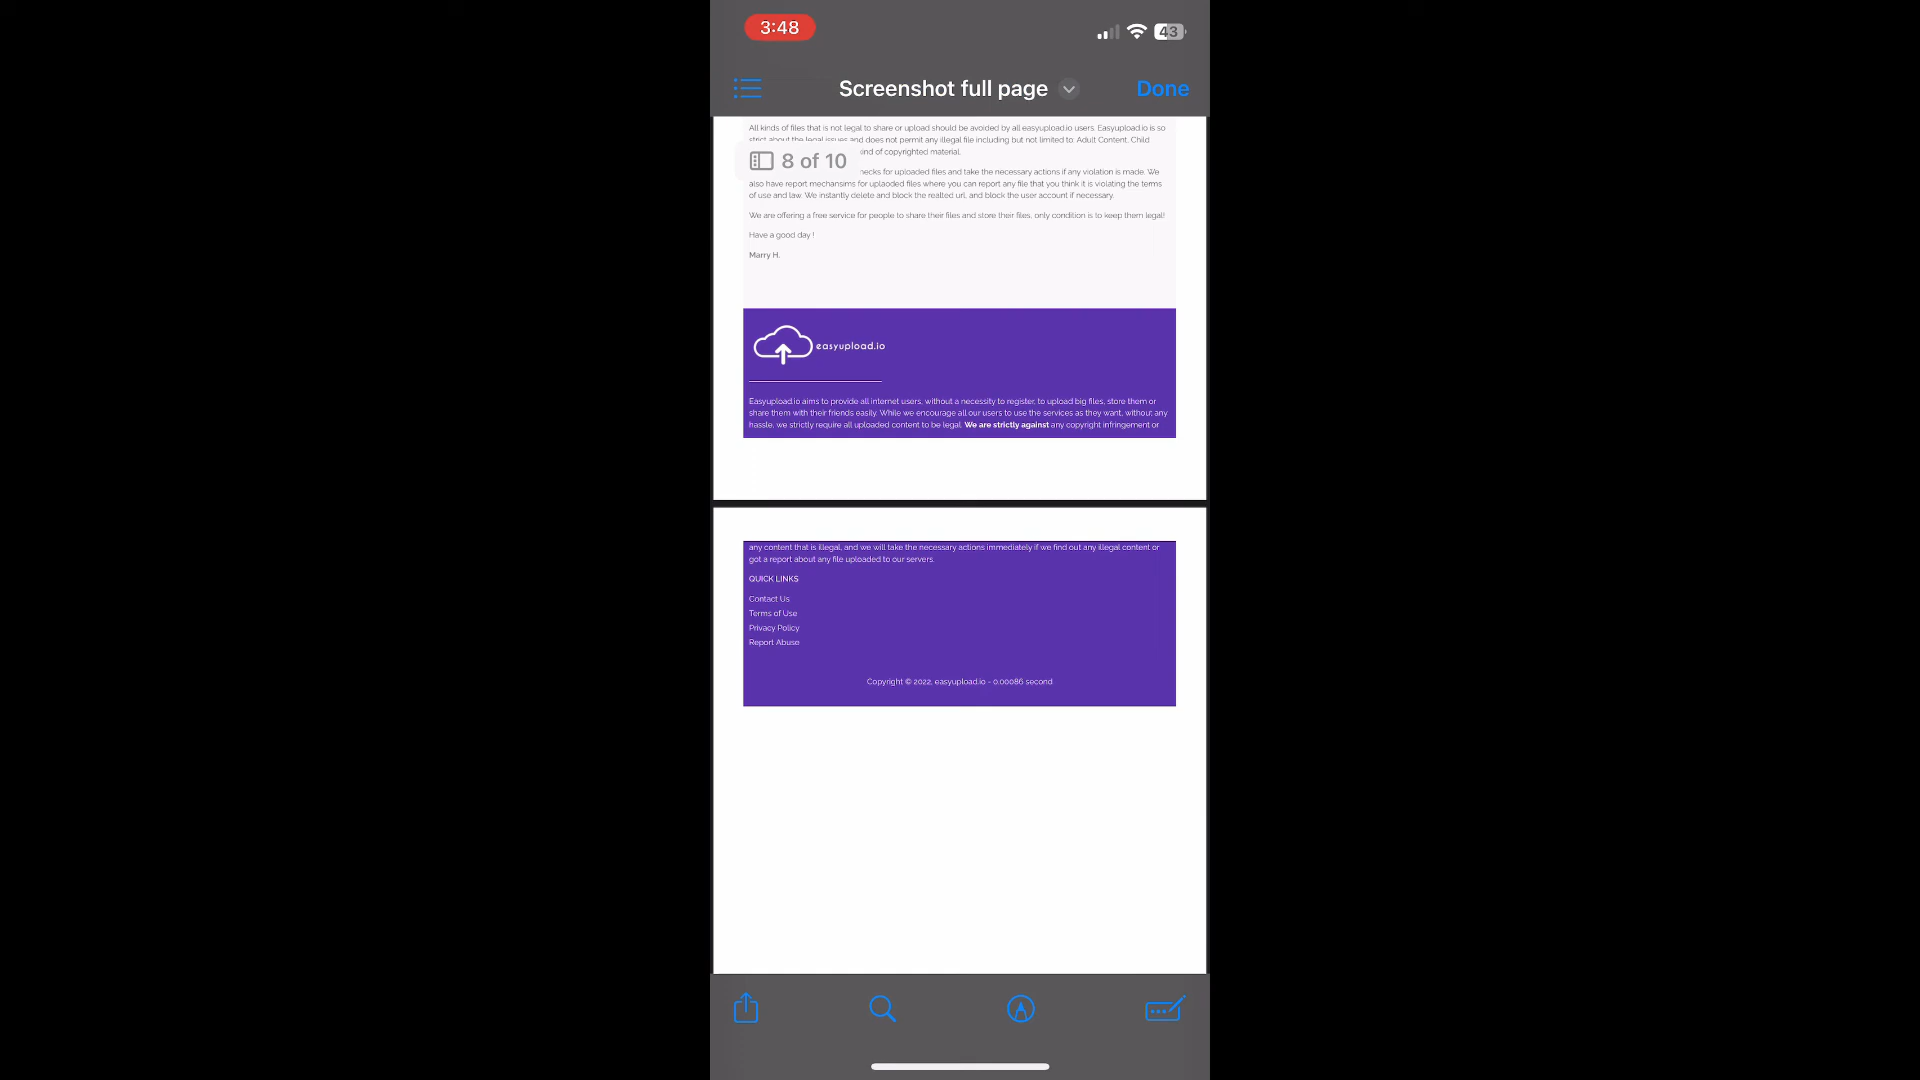 3:48
43
Screenshot full page
Done
All kinds of files that is not legal to share or upload should be avoided by all easyupload.io users. Easyupload.io is so
strict about the legal issues and does not permit any illegal file including but not limited to: Adult Content, Child
8 of 10
kind of copyrighted material.
hecks for uploaded files and take the necessary actions if any violation is made. We
also have report mechansims for uplaoded files where you can report any file that you think it is violating the terms
of use and law. We instantly delete and block the realted url, and block the user account if necessary.
We are offering a free service for people to share their files and store their files, only condition is to keep them legal!
Have a good day !
Marry H.
easyupload.io
Easyupload.io aims to provide all internet users, without a necessity to register, to upload big files, store them or
share them with their friends easily. While we encourage all our users to use the services as they want, without any
hassle, we strictly require all uploaded content to be legal. We are strictly against any copyright infringement or
any content that is illegal, and we will take the necessary actions immediately if we find out any illegal content or
got a report about any file uploaded to our servers.
QUICK LINKS
Contact Us
Terms of Use
Privacy Policy
Report Abuse
Copyright © 2022, easyupload.io - 0.00086 second